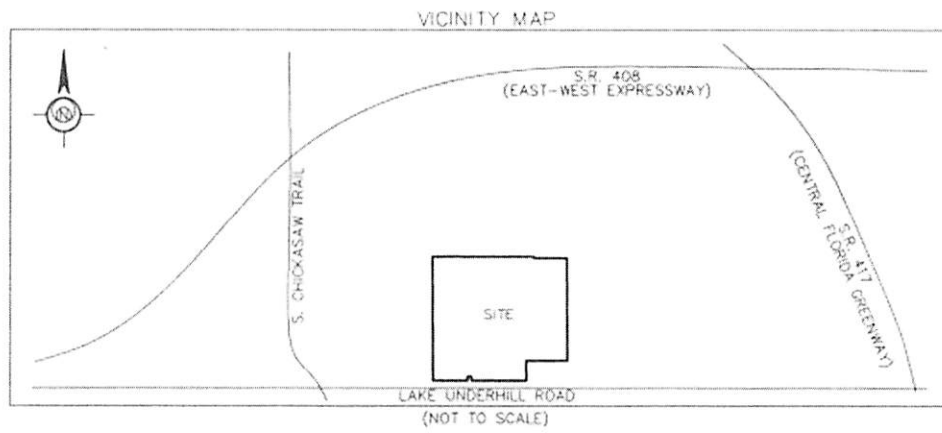 VICINITY MAP
S.R. 408
(EAST-WEST EXPRESSWAY)
N
S. CHICKASAW TRAIL
S.R. 417
(CENTRAL FLORIDA GREENWAY)
SITE
LAKE UNDERHILL ROAD
(NOT TO SCALE)